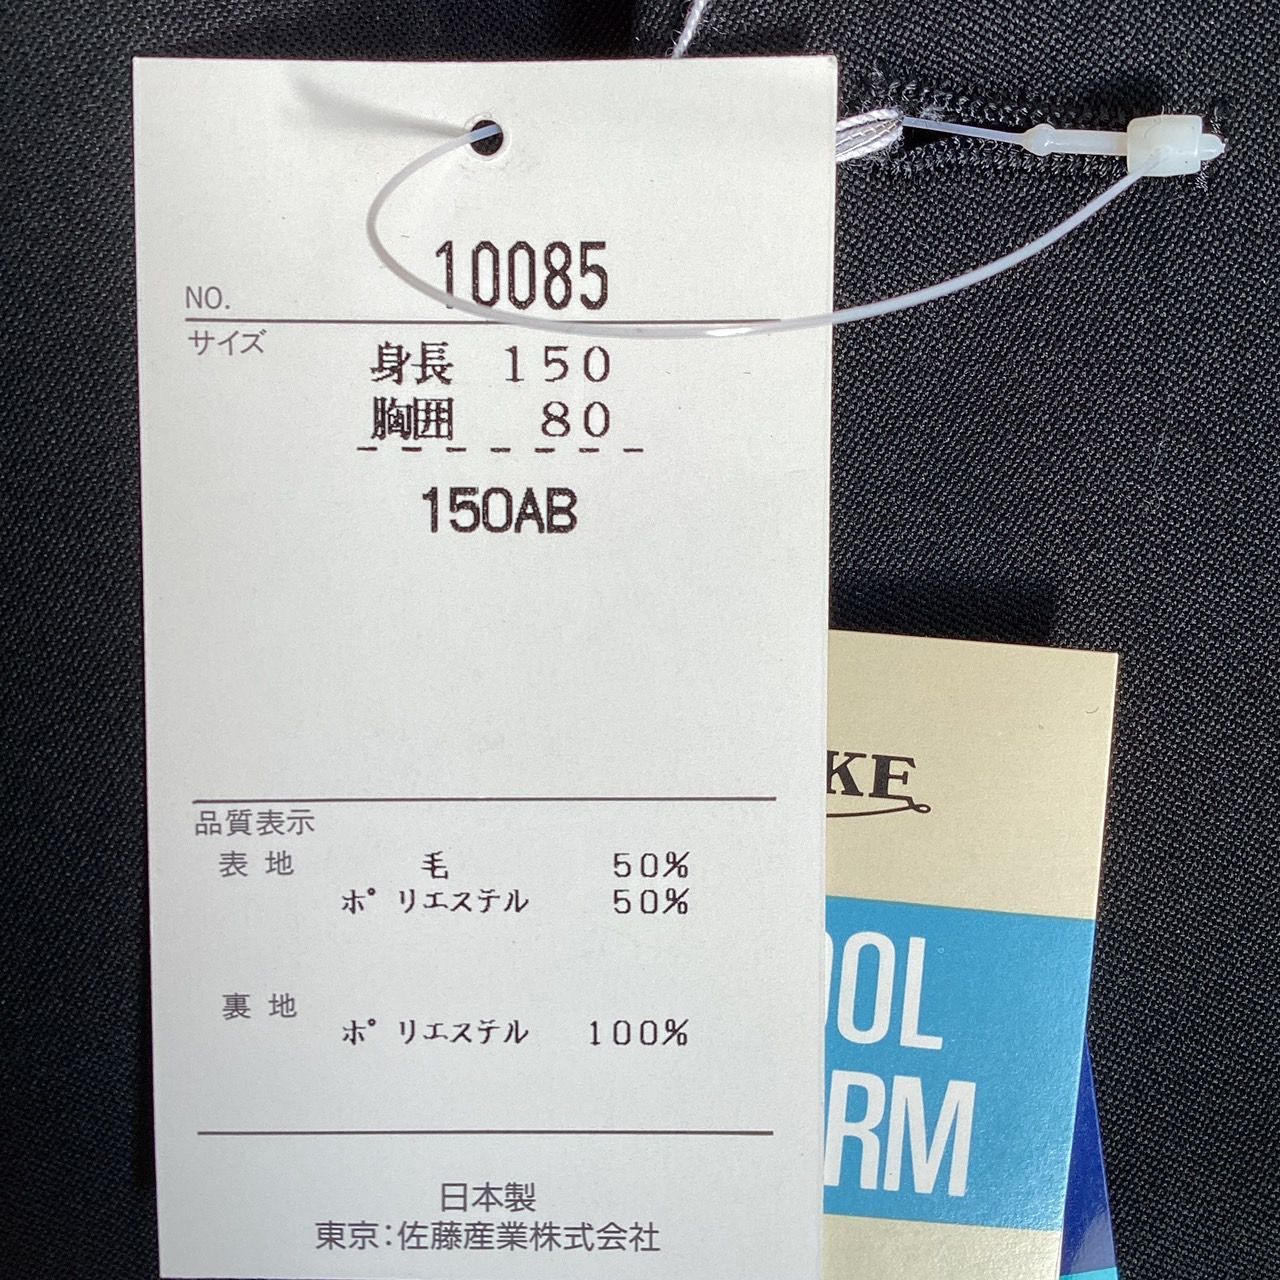 NO. 10085
サイズ
身長 150
胸囲 80
150AB
品質表示
表地 毛 50%
ポリエステル 50%
裏地
ポリエステル 100%
日本製
東京:佐藤産業株式会社
KE
OOL
RM